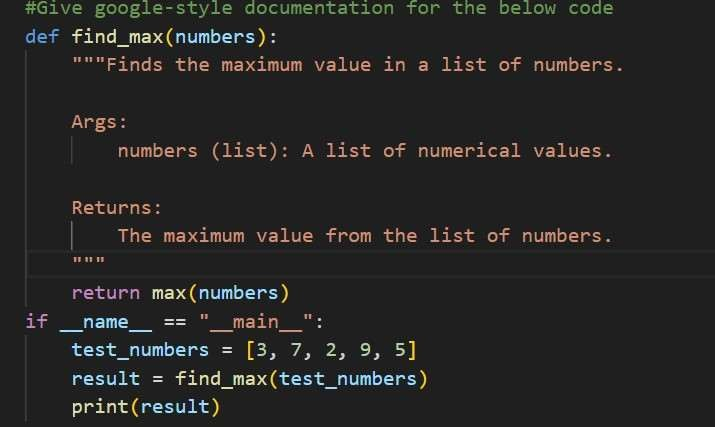 #Give google-style documentation for the below code
def find_max(numbers):
    """Finds the maximum value in a list of numbers.

    Args:
        numbers (list): A list of numerical values.

    Returns:
        The maximum value from the list of numbers.
    """
    return max(numbers)
if __name__ == "__main__":
    test_numbers = [3, 7, 2, 9, 5]
    result = find_max(test_numbers)
    print(result)